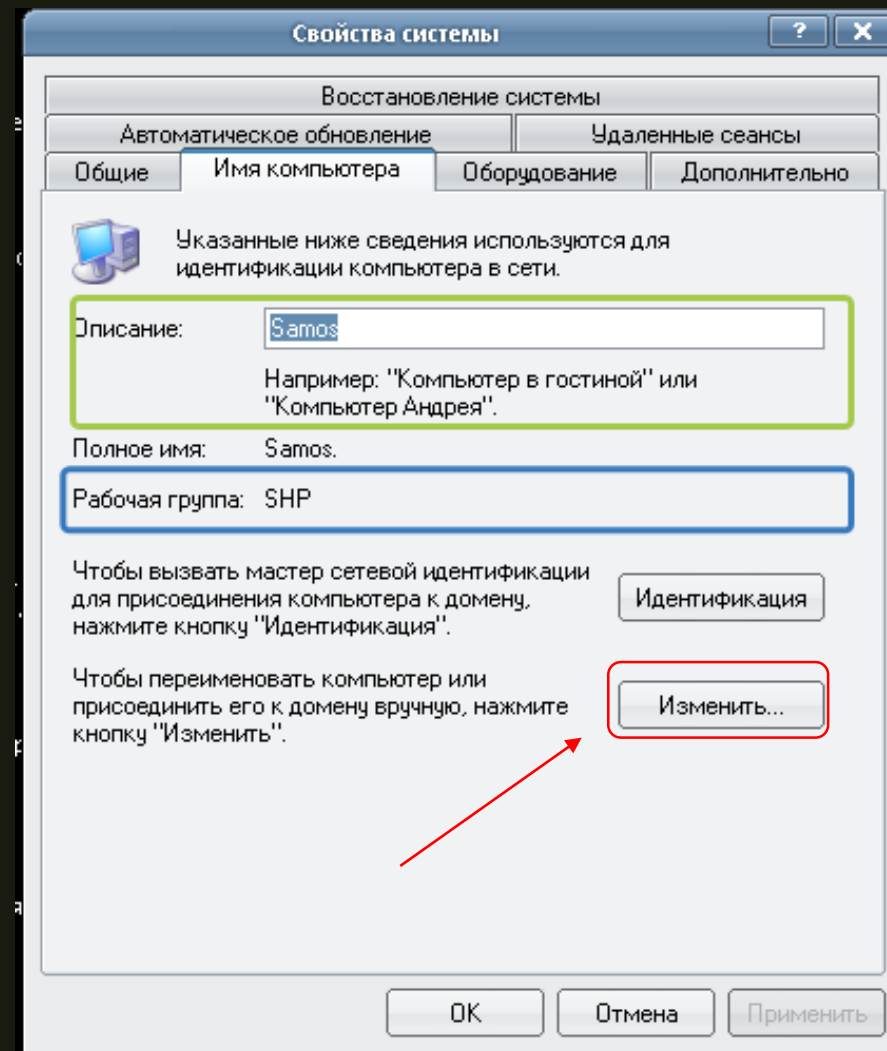 Свойства системы
Восстановление системы
Автоматическое обновление Удаленные сеансы
Общие Имя компьютера Оборудование Дополнительно
Указанные ниже сведения используются для
идентификации компьютера в сети.
Описание: Samos
Например: "Компьютер в гостиной" или
"Компьютер Андрея".
Полное имя: Samos.
Рабочая группа: SHP
Чтобы вызвать мастер сетевой идентификации
для присоединения компьютера к домену,
нажмите кнопку "Идентификация".
Идентификация
Чтобы переименовать компьютер или
присоединить его к домену вручную, нажмите
кнопку "Изменить".
Изменить...
OK Отмена Применить